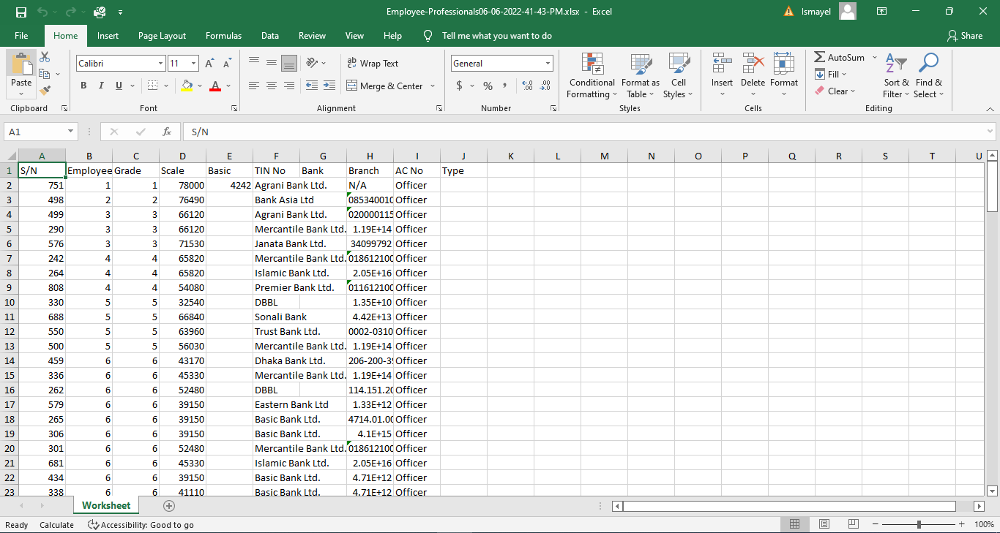 Employee-Professionals06-06-2022-41-43-PM.xlsx - Excel
Ismayel
File Home Insert Page Layout Formulas Data Review View Help Tell me what you want to do Share
Paste
Clipboard
Calibri 11
B I U A
Font
Wrap Text
Merge & Center
Alignment
General
$ % ,
Number
Conditional Formatting
Format as Table
Cell Styles
Styles
Insert Delete Format
Cells
AutoSum
Fill
Clear
Sort & Filter
Find & Select
Editing
A1 fx S/N
A B C D E F G H I J K L M N O P Q R S T U
1 S/N Employee Grade Scale Basic TIN No Bank Branch AC No Type
2 751 1 1 78000 4242 Agrani Bank Ltd. N/A Officer
3 498 2 2 76490 Bank Asia Ltd 085340010 Officer
4 499 3 3 66120 Agrani Bank Ltd. 020000115 Officer
5 290 3 3 66120 Mercantile Bank Ltd. 1.19E+14 Officer
6 576 3 3 71530 Janata Bank Ltd. 34099792 Officer
7 242 4 4 65820 Mercantile Bank Ltd. 018612100 Officer
8 264 4 4 65820 Islamic Bank Ltd. 2.05E+16 Officer
9 808 4 4 54080 Premier Bank Ltd. 011612100 Officer
10 330 5 5 32540 DBBL 1.35E+10 Officer
11 688 5 5 66840 Sonali Bank 4.42E+13 Officer
12 550 5 5 63960 Trust Bank Ltd. 0002-0310 Officer
13 500 5 5 56030 Mercantile Bank Ltd. 1.19E+14 Officer
14 459 6 6 43170 Dhaka Bank Ltd. 206-200-39 Officer
15 336 6 6 45330 Mercantile Bank Ltd. 1.19E+14 Officer
16 262 6 6 52480 DBBL 114.151.20 Officer
17 579 6 6 39150 Eastern Bank Ltd 1.33E+12 Officer
18 265 6 6 39150 Basic Bank Ltd. 4714.01.00 Officer
19 306 6 6 39150 Basic Bank Ltd. 4.1E+15 Officer
20 301 6 6 52480 Mercantile Bank Ltd. 018612100 Officer
21 681 6 6 45330 Islamic Bank Ltd. 2.05E+16 Officer
22 434 6 6 39150 Basic Bank Ltd. 4.71E+12 Officer
23 338 6 6 41110 Basic Bank Ltd. 4.71E+12 Officer
Worksheet
Ready Calculate Accessibility: Good to go 100%